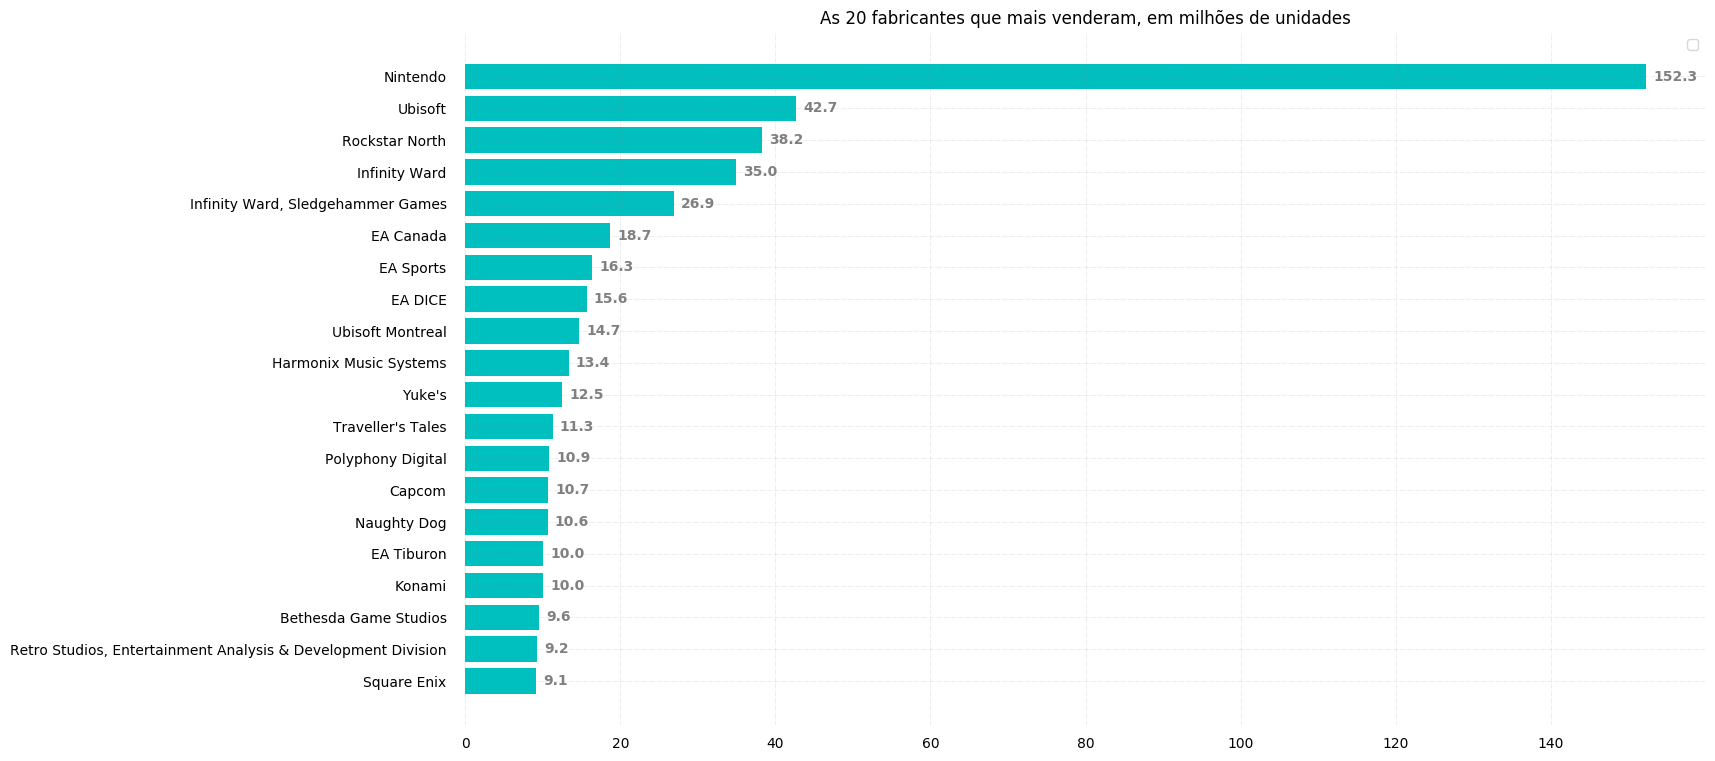 As 20 fabricantes que mais venderam, em milhões de unidades
Nintendo 152.3
Ubisoft 42.7
Rockstar North 38.2
Infinity Ward 35.0
Infinity Ward, Sledgehammer Games 26.9
EA Canada 18.7
EA Sports 16.3
EA DICE 15.6
Ubisoft Montreal 14.7
Harmonix Music Systems 13.4
Yuke's 12.5
Traveller's Tales 11.3
Polyphony Digital 10.9
Capcom 10.7
Naughty Dog 10.6
EA Tiburon 10.0
Konami 10.0
Bethesda Game Studios 9.6
Retro Studios, Entertainment Analysis & Development Division 9.2
Square Enix 9.1
0 20 40 60 80 100 120 140